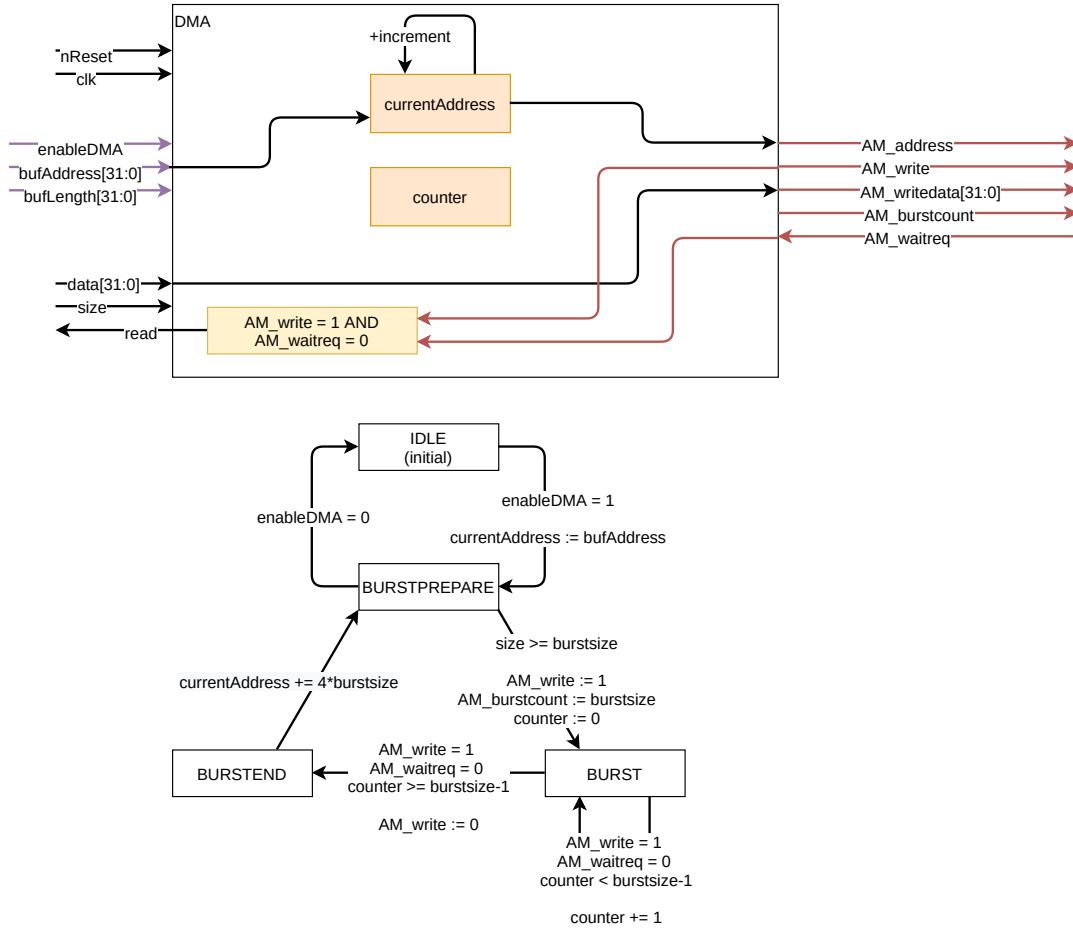 DMA
+increment
nReset
clk
currentAddress
enableDMA
bufAddress[31:0]
bufLength[31:0]
AM_address
AM_write
AM_writedata[31:0]
AM_burstcount
AM_waitreq
counter
data[31:0]
size
read
AM_write = 1 AND
AM_waitreq = 0
IDLE
(initial)
enableDMA = 1
enableDMA = 0
currentAddress := bufAddress
BURSTPREPARE
size >= burstsize
currentAddress += 4*burstsize
AM_write := 1
AM_burstcount := burstsize
counter := 0
BURSTEND
AM_write = 1
AM_waitreq = 0
counter >= burstsize-1
AM_write := 0
BURST
AM_write = 1
AM_waitreq = 0
counter < burstsize-1
counter += 1